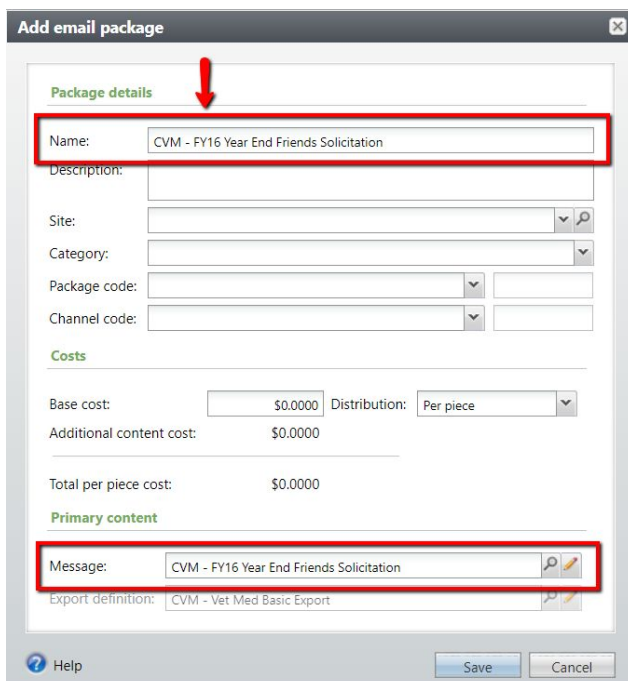 Add email package
Package details
Name: CVM - FY16 Year End Friends Solicitation
Description:
Site:
Category:
Package code:
Channel code:
Costs
Base cost: $0.0000 Distribution: Per piece
Additional content cost: $0.0000
Total per piece cost: $0.0000
Primary content
Message: CVM - FY16 Year End Friends Solicitation
Export definition: CVM - Vet Med Basic Export
Help Save Cancel